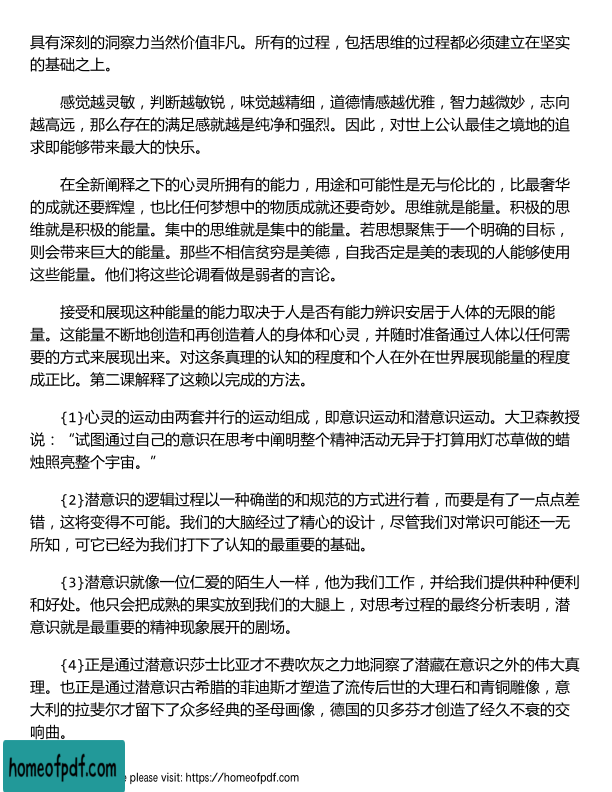 具有深刻的洞察力当然价值非凡。所有的过程，包括思维的过程都必须建立在坚实
的基础之上。
感觉越灵敏，判断越敏锐，味觉越精细，道德情感越优雅，智力越微妙，志向
越高远，那么存在的满足感就越是纯净和强烈。因此，对世上公认最佳之境地的追
求即能够带来最大的快乐。
在全新阐释之下的心灵所拥有的能力，用途和可能性是无与伦比的，比最奢华
的成就还要辉煌，也比任何梦想中的物质成就还要奇妙。思维就是能量。积极的思
维就是积极的能量。集中的思维就是集中的能量。若思想聚焦于一个明确的目标，
则会带来巨大的能量。那些不相信贫穷是美德，自我否定是美的表现的人能够使用
这些能量。他们将这些论调看做是弱者的言论。
接受和展现这种能量的能力取决于人是否有能力辨识安居于人体的无限的能
量。这能量不断地创造和再创造着人的身体和心灵，并随时准备通过人体以任何需
要的方式来展现出来。对这条真理的认知的程度和个人在外在世界展现能量的程度
成正比。第二课解释了这赖以完成的方法。
{1}心灵的运动由两套并行的运动组成，即意识运动和潜意识运动。大卫森教授
说：“试图通过自己的意识在思考中阐明整个精神活动无异于打算用灯芯草做的蜡
烛照亮整个宇宙。”
{2}潜意识的逻辑过程以一种确凿的和规范的方式进行着，而要是有了一点点差
错，这将变得不可能。我们的大脑经过了精心的设计，尽管我们对常识可能还一无
所知，可它已经为我们打下了认知的最重要的基础。
{3}潜意识就像一位仁爱的陌生人一样，他为我们工作，并给我们提供种种便利
和好处。他只会把成熟的果实放到我们的大腿上，对思考过程的最终分析表明，潜
意识就是最重要的精神现象展开的剧场。
{4}正是通过潜意识莎士比亚才不费吹灰之力地洞察了潜藏在意识之外的伟大真
理。也正是通过潜意识古希腊的菲迪斯才塑造了流传后世的大理石和青铜雕像，意
大利的拉斐尔才留下了众多经典的圣母画像，德国的贝多芬才创造了经久不衰的交
响曲。
homeofpdf.com
please visit: https://homeofpdf.com